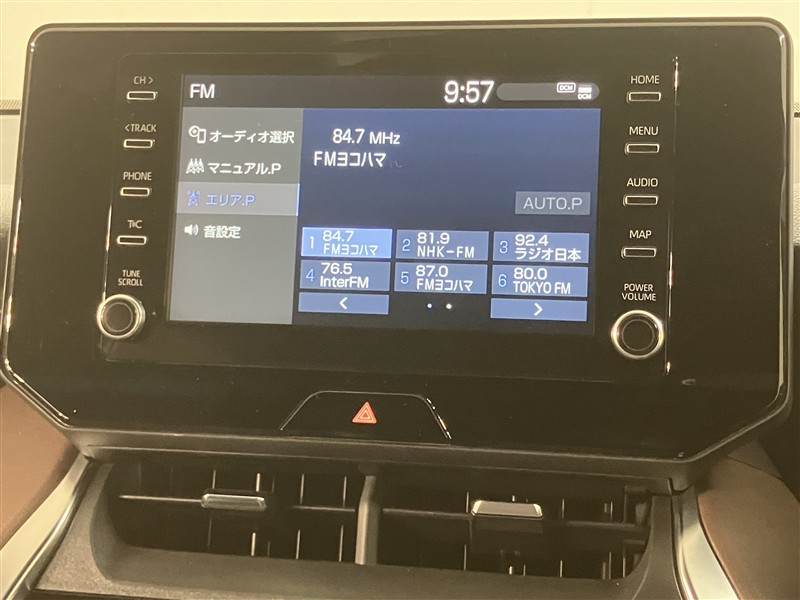 FM
9:57
DCM
DCM
オーディオ選択
マニュアル.P
エリア.P
音設定
84.7 MHz
FMヨコハマ
AUTO.P
1 84.7 FMヨコハマ
2 81.9 NHK-FM
3 92.4 ラジオ日本
4 76.5 InterFM
5 87.0 FMヨコハマ
6 80.0 TOKYO FM
<
>
CH >
< TRACK
PHONE
T&C
TUNE
SCROLL
HOME
MENU
AUDIO
MAP
POWER
VOLUME